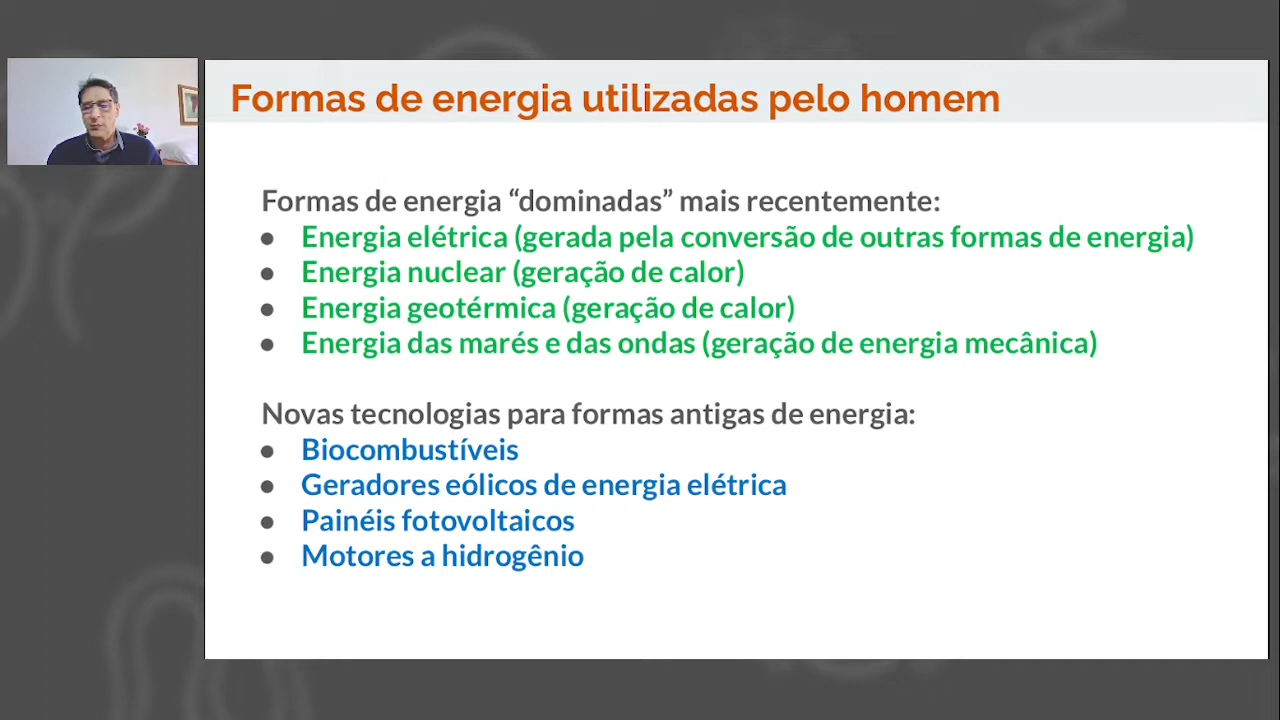 Formas de energia utilizadas pelo homem
Formas de energia “dominadas” mais recentemente:
● Energia elétrica (gerada pela conversão de outras formas de energia)
● Energia nuclear (geração de calor)
● Energia geotérmica (geração de calor)
● Energia das marés e das ondas (geração de energia mecânica)
Novas tecnologias para formas antigas de energia:
● Biocombustíveis
● Geradores eólicos de energia elétrica
● Painéis fotovoltaicos
● Motores a hidrogênio